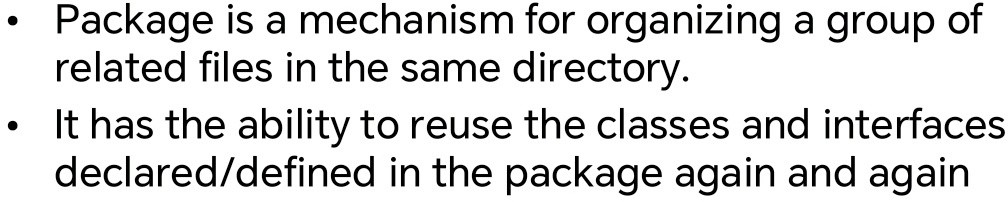 • Package is a mechanism for organizing a group of
related files in the same directory.
• It has the ability to reuse the classes and interfaces
declared/defined in the package again and again